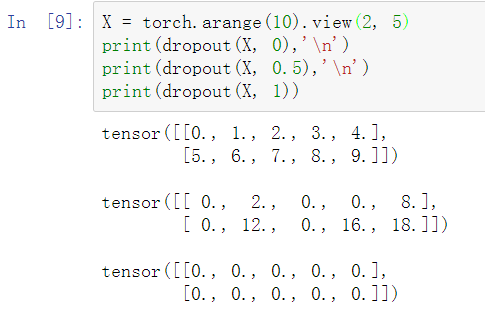 In [9]: X = torch.arange(10).view(2, 5)
print(dropout(X, 0),'\n')
print(dropout(X, 0.5),'\n')
print(dropout(X, 1))
tensor([[0., 1., 2., 3., 4.],
[5., 6., 7., 8., 9.]])
tensor([[ 0., 2., 0., 0., 8.],
[ 0., 12., 0., 16., 18.]])
tensor([[0., 0., 0., 0., 0.],
[0., 0., 0., 0., 0.]])